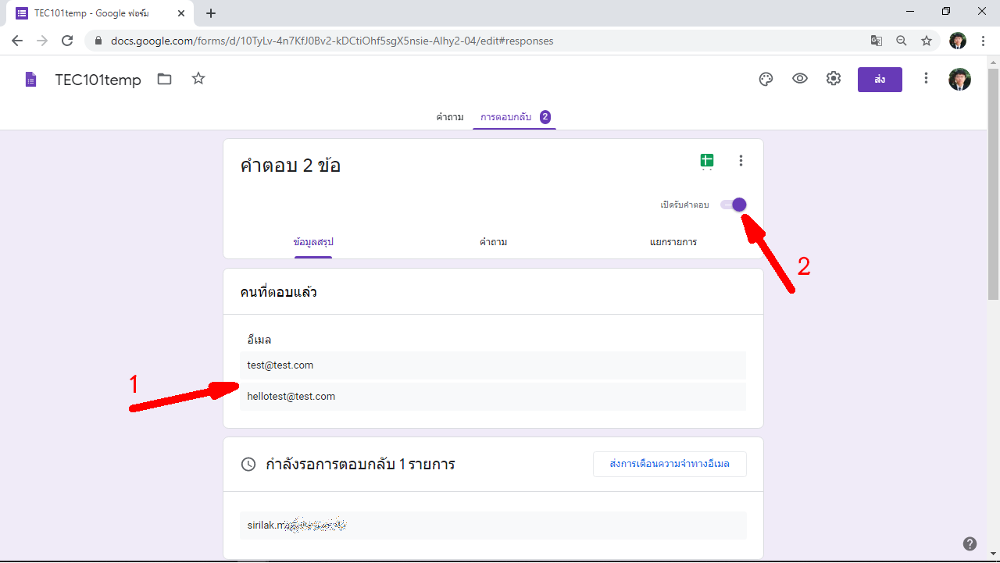 TEC101temp - Google ฟอร์ม
docs.google.com/forms/d/10TyLv-4n7KfJ0Bv2-kDCtiOhf5sgX5nsie-Alhy2-04/edit#responses
TEC101temp
ส่ง
คำถาม การตอบกลับ 2
คำตอบ 2 ข้อ
เปิดรับคำตอบ
ข้อมูลสรุป คำถาม แยกรายการ
2
คนที่ตอบแล้ว
อีเมล
test@test.com
1
hellotest@test.com
กำลังรอการตอบกลับ 1 รายการ
ส่งการเตือนความจำทางอีเมล